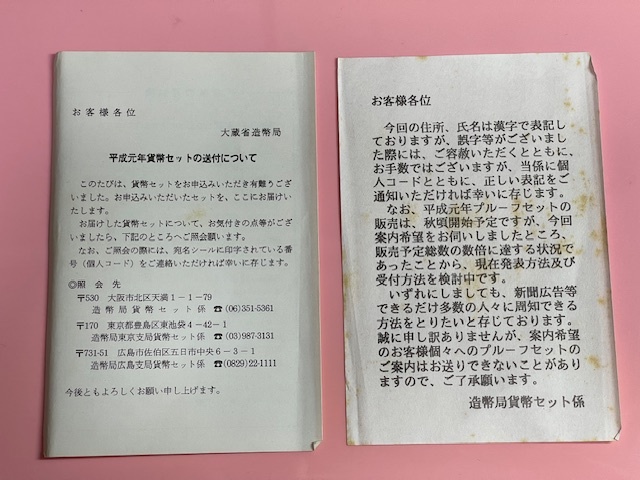 お客様各位
大蔵省造幣局
平成元年貨幣セットの送付について
このたびは、貨幣セットをお申込みいただき有難うござ
いました。お申込みいただいたセットを、ここにお届けい
たします。
お届けした貨幣セットについて、お気付きの点等がござい
ましたら、下記のところへご照会願います。
なお、ご照会の際には、宛名シールに印字されている番
号（個人コード）をご連絡いただければ幸いに存じます。
◎照会先
〒530 大阪市北区天満1－1－79
造幣局貨幣セット係 ☎(06)351-5361
〒170 東京都豊島区東池袋4－42－1
造幣局東京支局貨幣セット係 ☎(03)987-3131
〒731-51 広島市佐伯区五日市中央6－3－1
造幣局広島支局貨幣セット係 ☎(0829)22-1111
今後ともよろしくお願い申し上げます。
お客様各位
今回の住所、氏名は漢字で表記し
ておりますが、誤字等がございまし
た際には、ご容赦いただくとともに、
お手数ではございますが、当係に個
人コードとともに、正しい表記をご
通知いただければ幸いに存じます。
なお、平成元年プルーフセットの
販売は、秋頃開始予定ですが、今回
案内希望をお伺いしましたところ、
販売予定総数の数倍に達する状況で
あったことから、現在発表方法及び
受付方法を検討中です。
いずれにしましても、新聞広告等
できるだけ多数の人々に周知できる
方法をとりたいと存じております。
誠に申し訳ありませんが、案内希望
のお客様個々へのプルーフセットの
ご案内はお送りできないことがあり
ますので、ご了承願います。
造幣局貨幣セット係